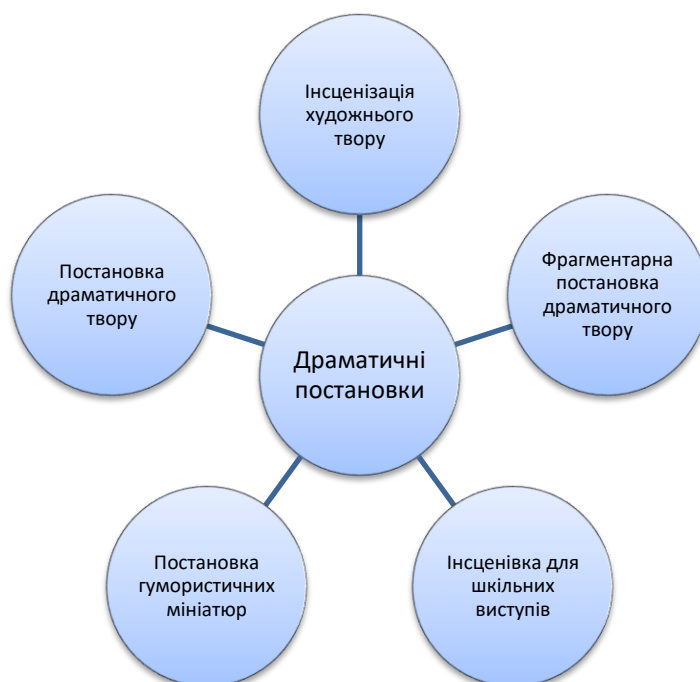 Інсценізація
художнього
твору
Постановка
драматичного
твору
Фрагментарна
постановка
драматичного
твору
Драматичні
постановки
Постановка
гумористичних
мініатюр
Інсценівка для
шкільних
виступів